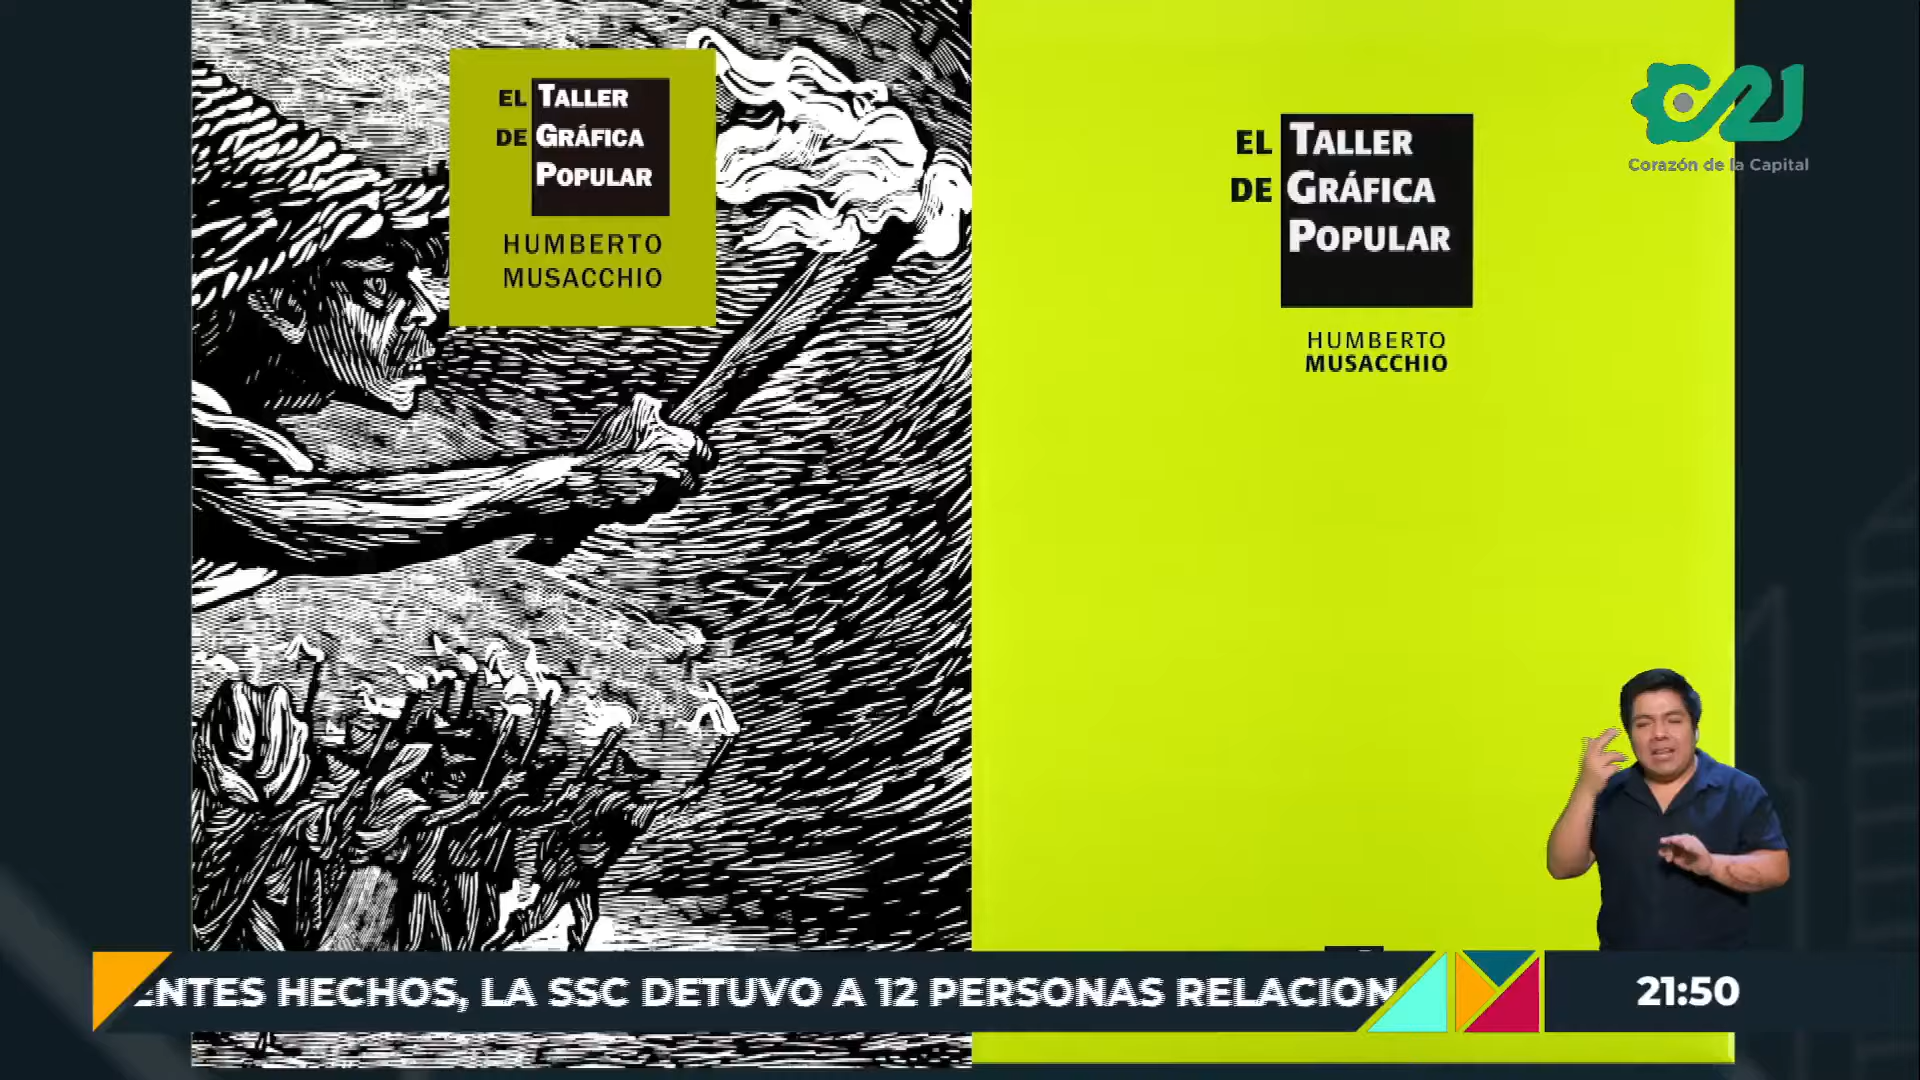 EL TALLER
DE GRÁFICA
POPULAR
HUMBERTO
MUSACCHIO
EL TALLER
DE GRÁFICA
POPULAR
HUMBERTO
MUSACCHIO
C21
Corazón de la Capital
ENTES HECHOS, LA SSC DETUVO A 12 PERSONAS RELACION
21:50